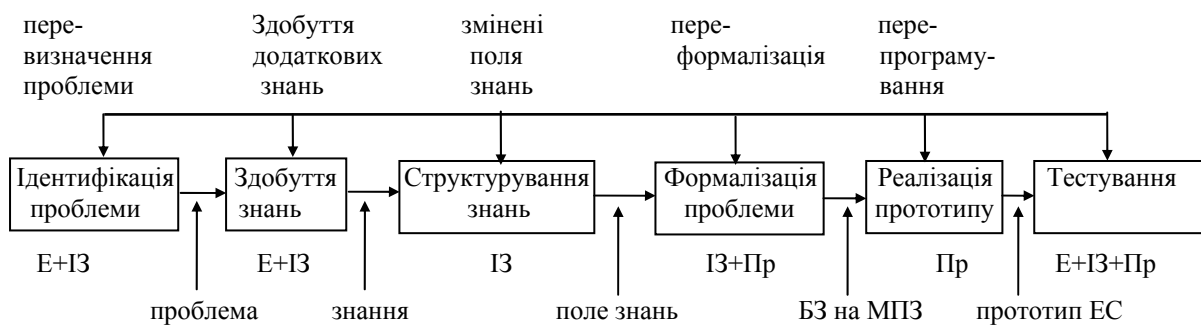 пере-
визначення
проблеми
Здобуття
додаткових
знань
змінені
поля
знань
пере-
формалізація
пере-
програму-
вання
Ідентифікація
проблеми
Здобуття
знань
Структурування
знань
Формалізація
проблеми
Реалізація
прототипу
Тестування
Е+ІЗ
Е+ІЗ
ІЗ
ІЗ+Пр
Пр
Е+ІЗ+Пр
проблема
знання
поле знань
БЗ на МПЗ
прототип ЕС